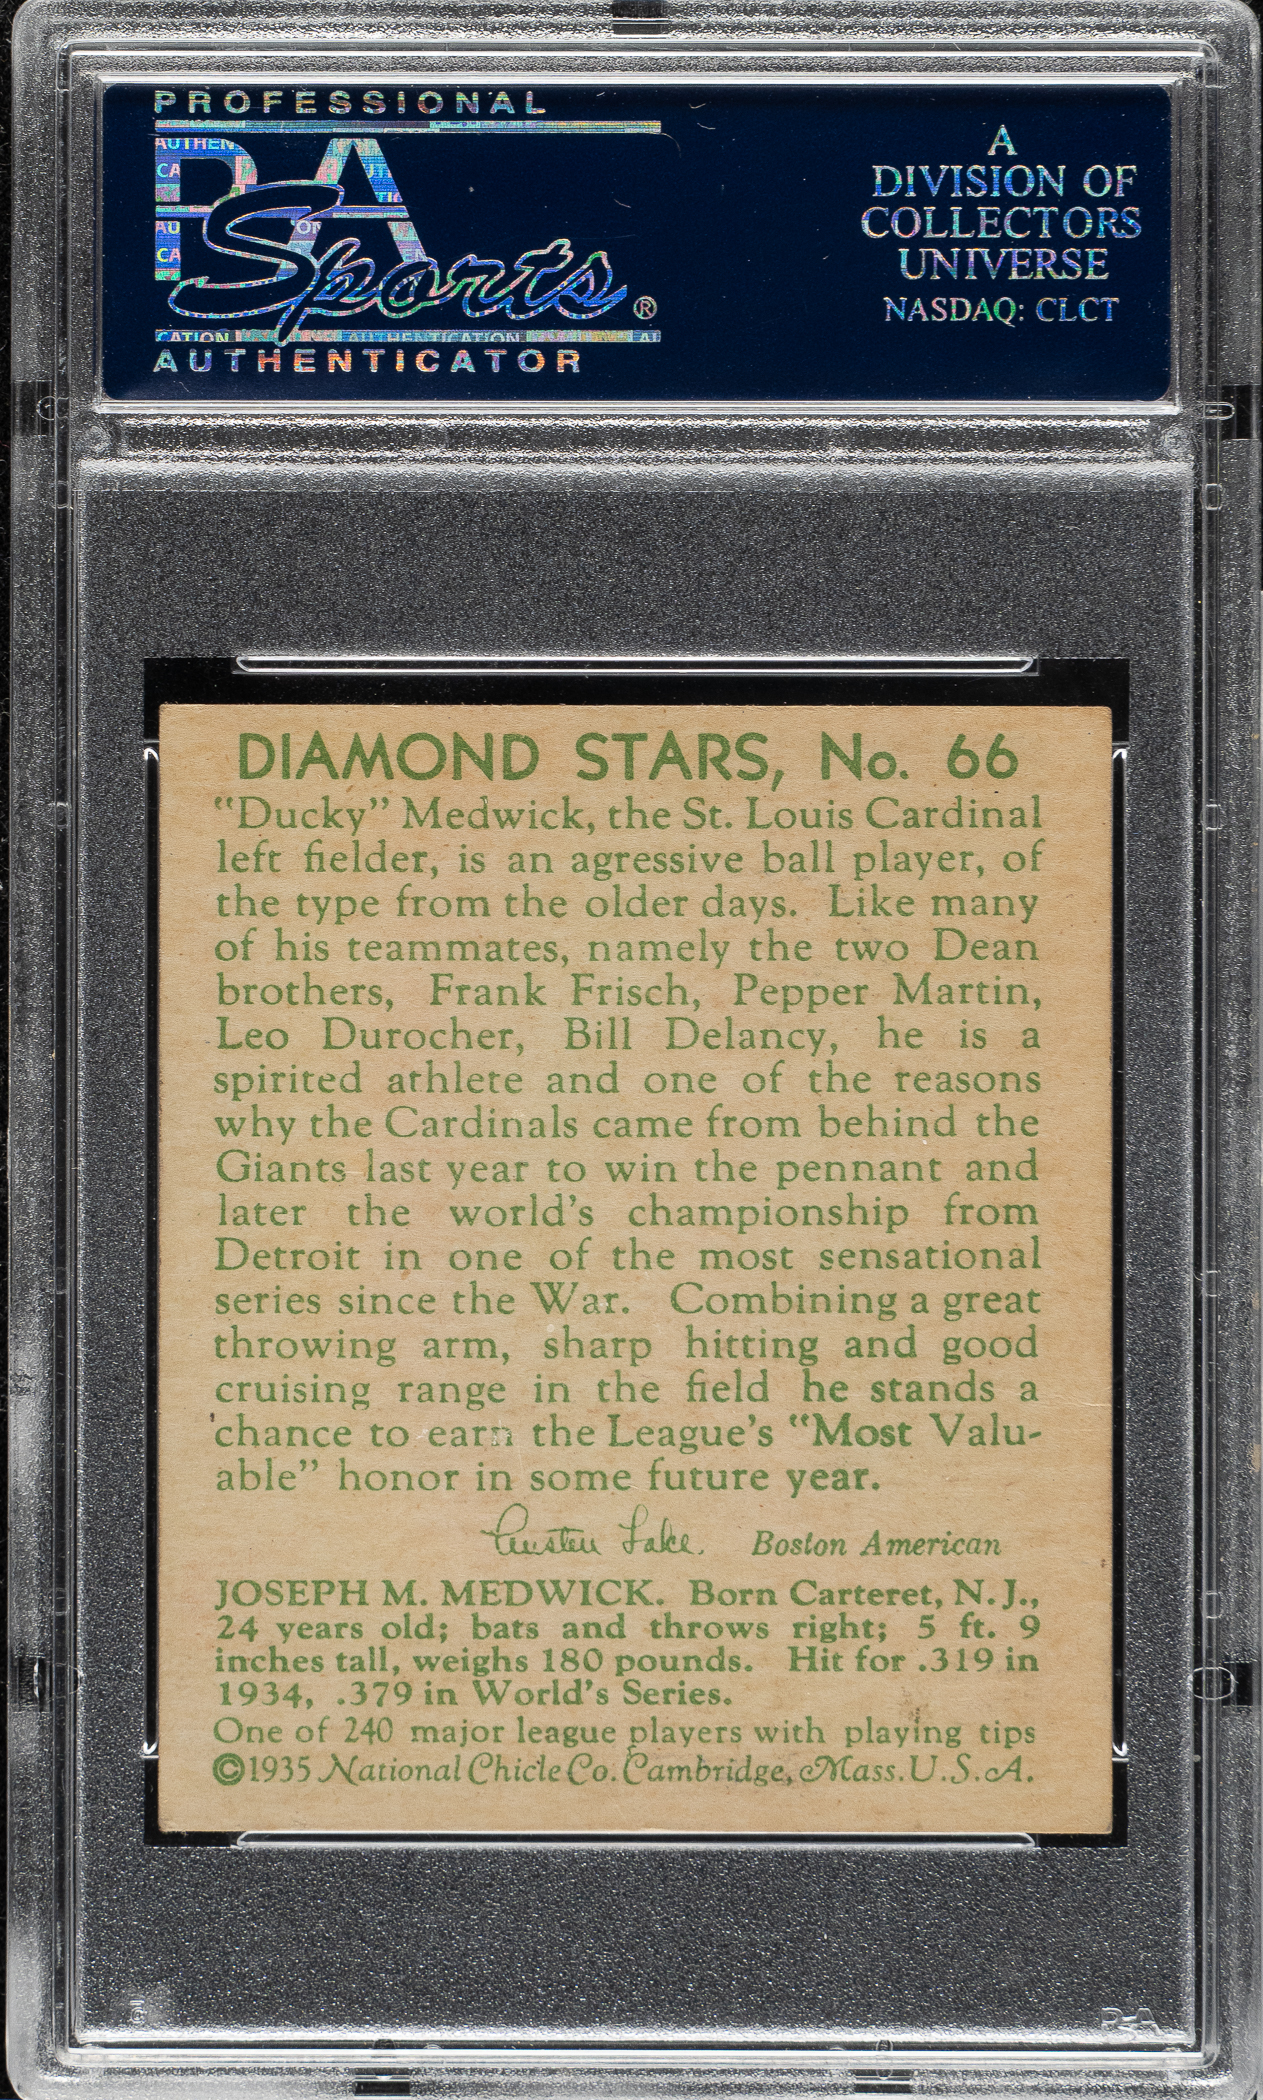 PROFESSIONAL
PSA
Sports®
AUTHENTICATOR
A
DIVISION OF
COLLECTORS
UNIVERSE
NASDAQ: CLCT
DIAMOND STARS, No. 66
"Ducky" Medwick, the St. Louis Cardinal
left fielder, is an agressive ball player, of
the type from the older days. Like many
of his teammates, namely the two Dean
brothers, Frank Frisch, Pepper Martin,
Leo Durocher, Bill Delancy, he is a
spirited athlete and one of the reasons
why the Cardinals came from behind the
Giants last year to win the pennant and
later the world's championship from
Detroit in one of the most sensational
series since the War. Combining a great
throwing arm, sharp hitting and good
cruising range in the field he stands a
chance to earn the League's "Most Valu-
able" honor in some future year.
Austen Lake. Boston American
JOSEPH M. MEDWICK. Born Carteret, N. J.,
24 years old; bats and throws right; 5 ft. 9
inches tall, weighs 180 pounds. Hit for .319 in
1934, .379 in World's Series.
One of 240 major league players with playing tips
©1935 National Chicle Co. Cambridge, Mass. U.S.A.
PSA